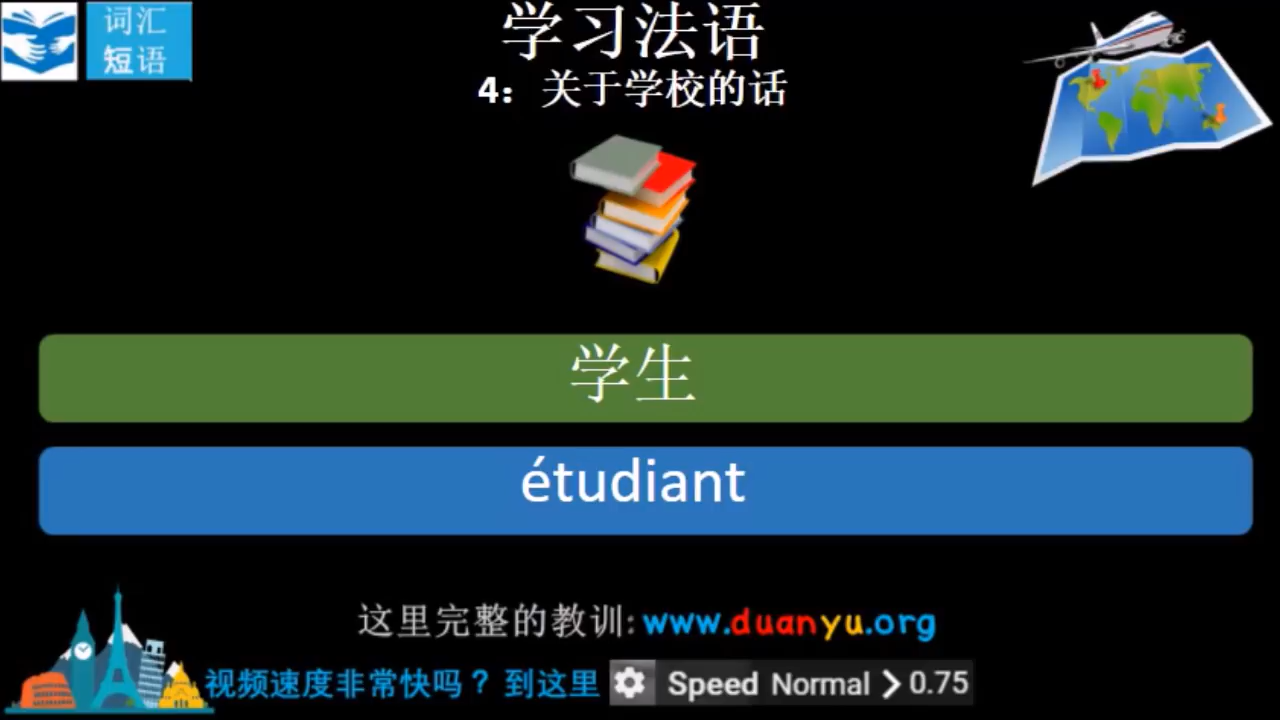 词汇
短语
学习法语
4：关于学校的话
学生
étudiant
这里完整的教训: www.duanyu.org
视频速度非常快吗？到这里 Speed Normal > 0.75